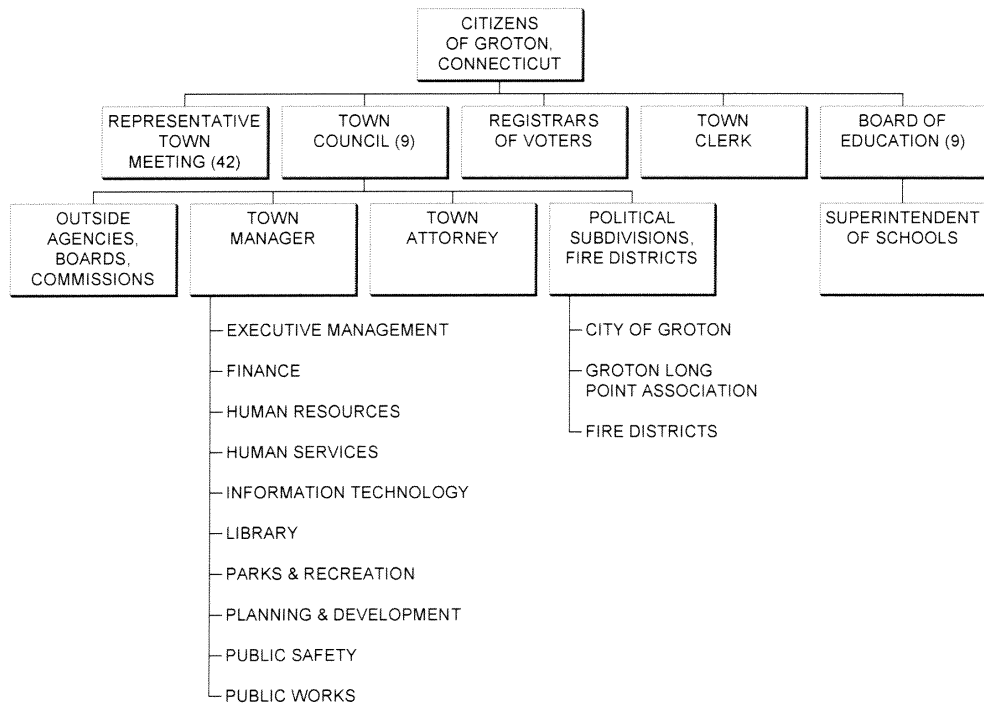 CITIZENS
OF GROTON,
CONNECTICUT
REPRESENTATIVE
TOWN
MEETING (42)
TOWN
COUNCIL (9)
REGISTRARS
OF VOTERS
TOWN
CLERK
BOARD OF
EDUCATION (9)
OUTSIDE
AGENCIES,
BOARDS,
COMMISSIONS
TOWN
MANAGER
TOWN
ATTORNEY
POLITICAL
SUBDIVISIONS,
FIRE DISTRICTS
SUPERINTENDENT
OF SCHOOLS
EXECUTIVE MANAGEMENT
FINANCE
HUMAN RESOURCES
HUMAN SERVICES
INFORMATION TECHNOLOGY
LIBRARY
PARKS & RECREATION
PLANNING & DEVELOPMENT
PUBLIC SAFETY
PUBLIC WORKS
CITY OF GROTON
GROTON LONG
POINT ASSOCIATION
FIRE DISTRICTS